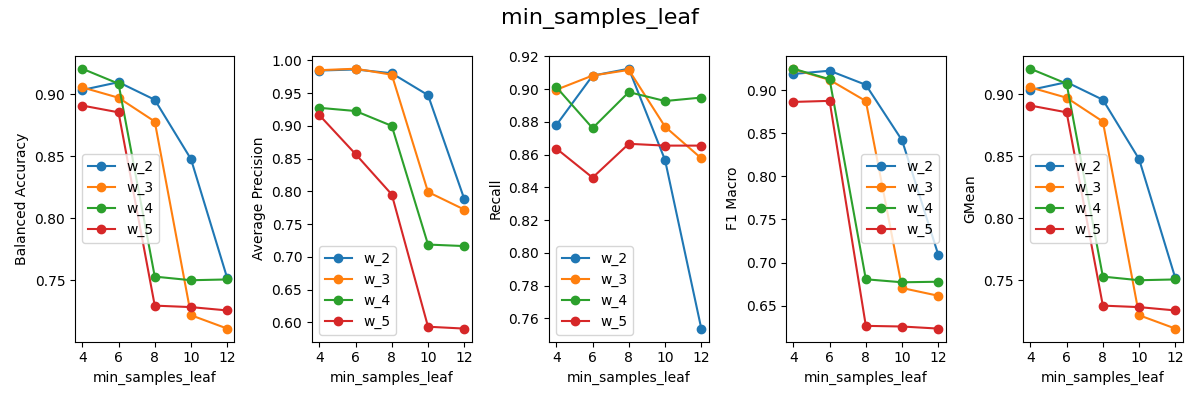 min_samples_leaf
Balanced Accuracy
0.90
0.85
0.80
0.75
w_2
w_3
w_4
w_5
4 6 8 10 12
min_samples_leaf
Average Precision
1.00
0.95
0.90
0.85
0.80
0.75
0.70
0.65
0.60
w_2
w_3
w_4
w_5
4 6 8 10 12
min_samples_leaf
Recall
0.92
0.90
0.88
0.86
0.84
0.82
0.80
0.78
0.76
w_2
w_3
w_4
w_5
4 6 8 10 12
min_samples_leaf
F1 Macro
0.90
0.85
0.80
0.75
0.70
0.65
w_2
w_3
w_4
w_5
4 6 8 10 12
min_samples_leaf
GMean
0.90
0.85
0.80
0.75
w_2
w_3
w_4
w_5
4 6 8 10 12
min_samples_leaf